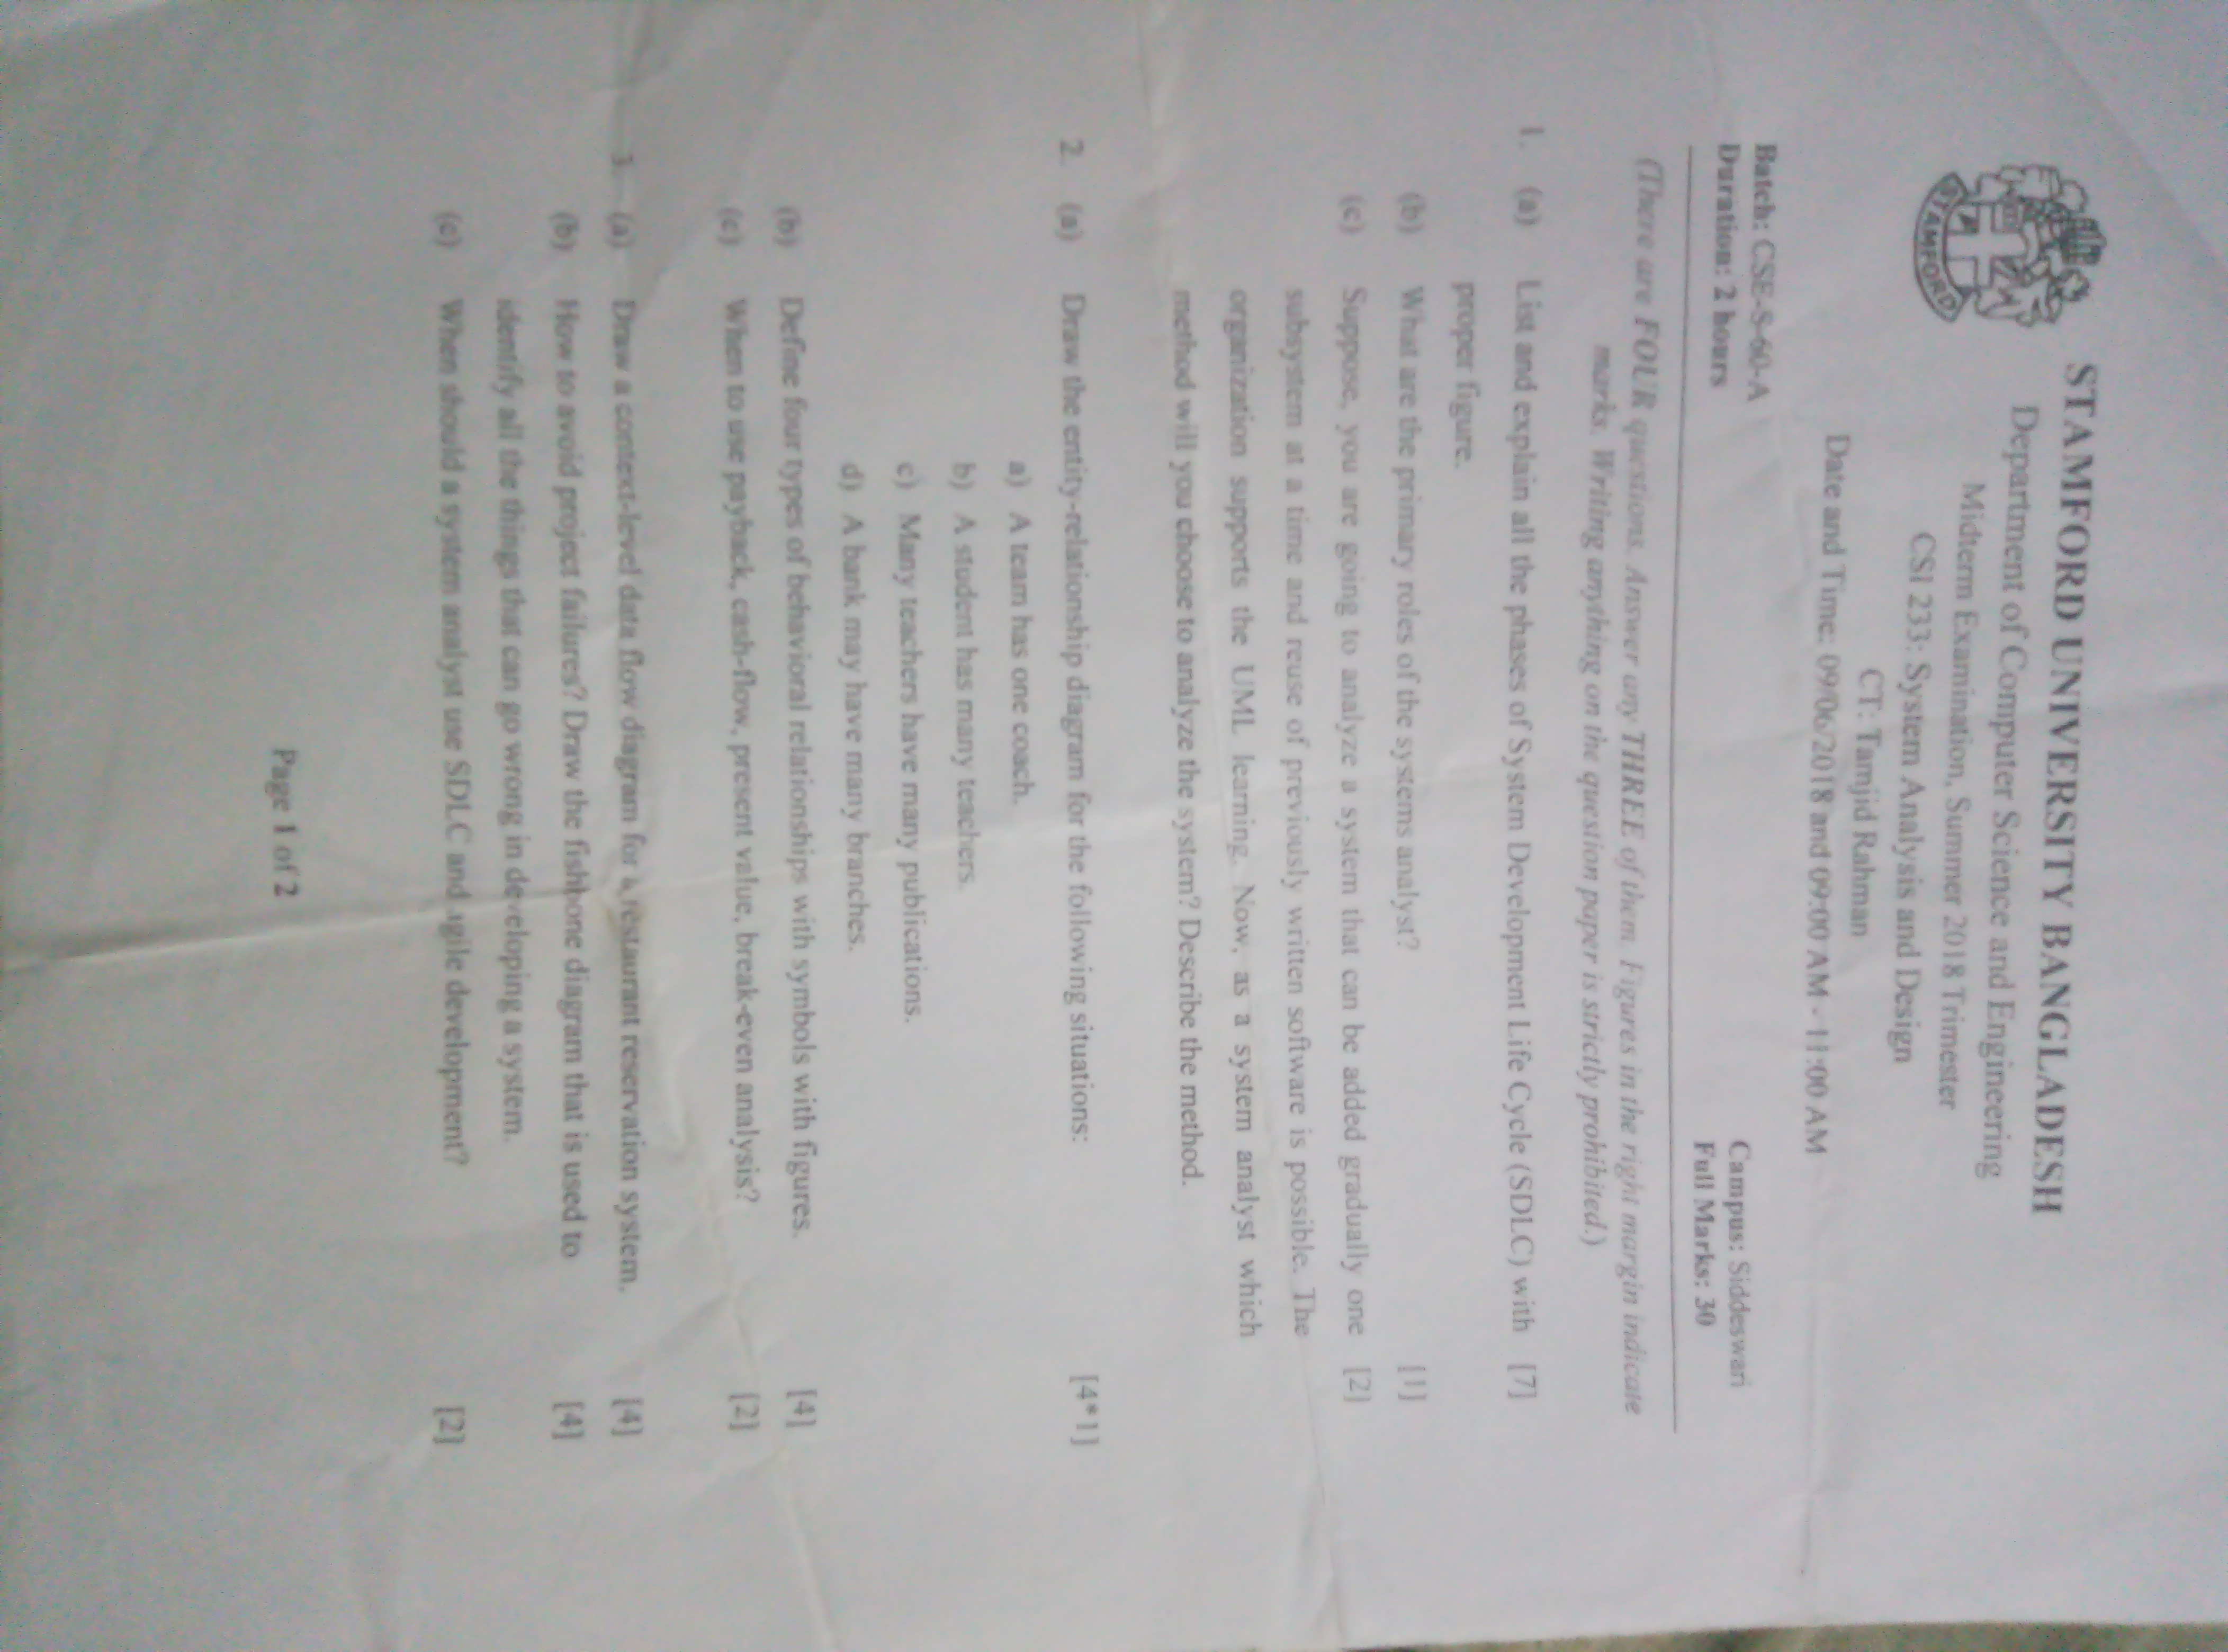 STAMFORD UNIVERSITY BANGLADESH
Department of Computer Science and Engineering
Midterm Examination, Summer 2018 Trimester
CSI 233: System Analysis and Design
CT: Tamjid Rahman
Date and Time: 09/06/2018 and 09:00 AM - 11:00 AM
STAMFORD
Batch: CSE-S-60-A Campus: Siddeswari
Duration: 2 hours Full Marks: 30
(There are FOUR questions. Answer any THREE of them. Figures in the right margin indicate
marks. Writing anything on the question paper is strictly prohibited.)
1. (a) List and explain all the phases of System Development Life Cycle (SDLC) with [7]
proper figure.
(b) What are the primary roles of the systems analyst? [1]
(c) Suppose, you are going to analyze a system that can be added gradually one [2]
subsystem at a time and reuse of previously written software is possible. The
organization supports the UML learning. Now, as a system analyst which
method will you choose to analyze the system? Describe the method.
2. (a) Draw the entity-relationship diagram for the following situations: [4*1]
a) A team has one coach.
b) A student has many teachers.
c) Many teachers have many publications.
d) A bank may have many branches.
(b) Define four types of behavioral relationships with symbols with figures. [4]
(c) When to use payback, cash-flow, present value, break-even analysis? [2]
3. (a) Draw a context-level data flow diagram for a restaurant reservation system. [4]
(b) How to avoid project failures? Draw the fishbone diagram that is used to [4]
identify all the things that can go wrong in developing a system.
(c) When should a system analyst use SDLC and agile development? [2]
Page 1 of 2